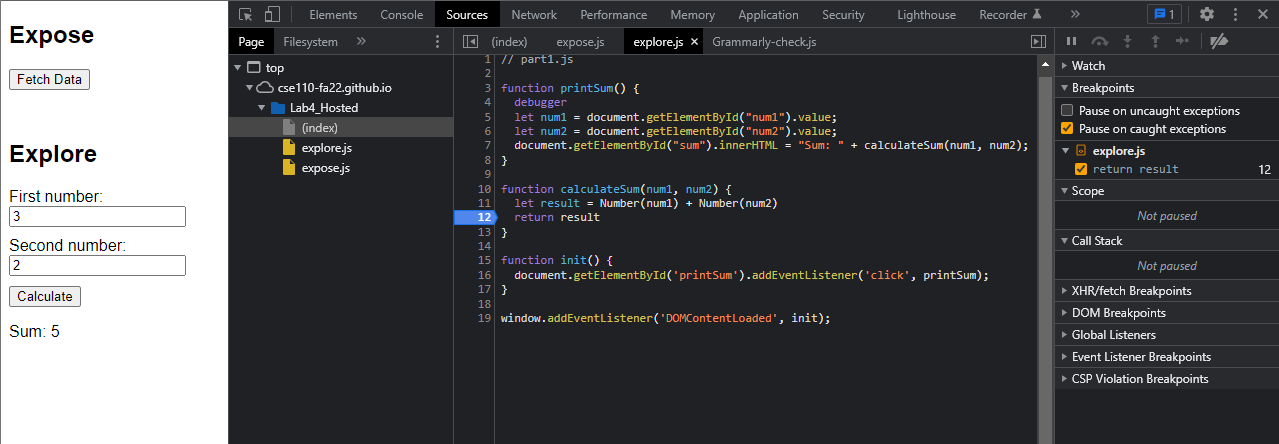 Expose
Fetch Data
Explore
First number:
3
Second number:
2
Calculate
Sum: 5
Elements Console Sources Network Performance Memory Application Security Lighthouse Recorder » 1
Page Filesystem »
top
cse110-fa22.github.io
Lab4_Hosted
(index)
explore.js
expose.js
(index) expose.js explore.js × Grammarly-check.js
1 // part1.js
2
3 function printSum() {
4 debugger
5 let num1 = document.getElementById("num1").value;
6 let num2 = document.getElementById("num2").value;
7 document.getElementById("sum").innerHTML = "Sum: " + calculateSum(num1, num2);
8 }
9
10 function calculateSum(num1, num2) {
11 let result = Number(num1) + Number(num2)
12 return result
13 }
14
15 function init() {
16 document.getElementById('printSum').addEventListener('click', printSum);
17 }
18
19 window.addEventListener('DOMContentLoaded', init);
Watch
Breakpoints
Pause on uncaught exceptions
Pause on caught exceptions
explore.js
return result 12
Scope
Not paused
Call Stack
Not paused
XHR/fetch Breakpoints
DOM Breakpoints
Global Listeners
Event Listener Breakpoints
CSP Violation Breakpoints